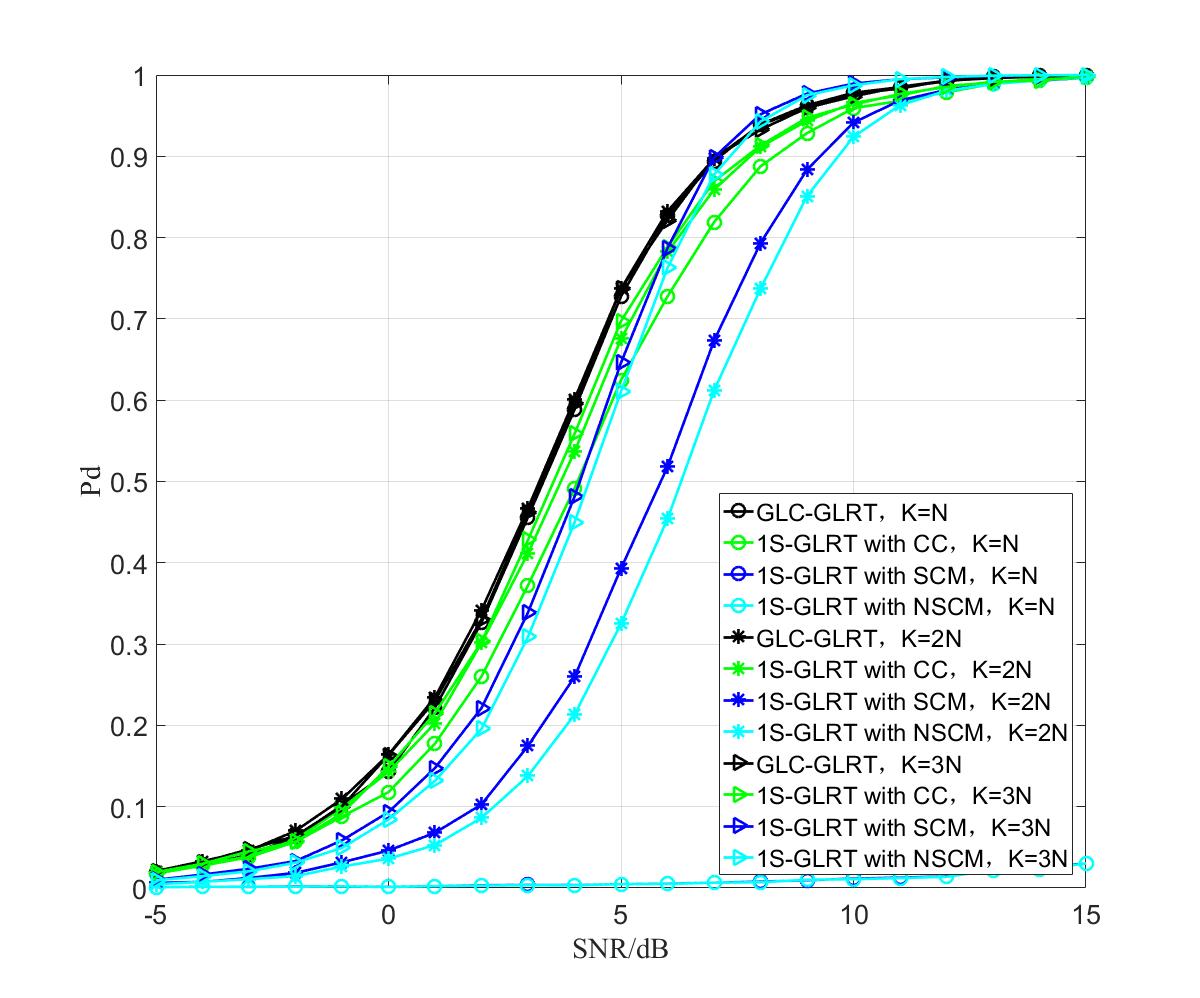 1
0.9
0.8
0.7
0.6
0.5
0.4
0.3
0.2
0.1
0
Pd
GLC-GLRT，K=N
1S-GLRT with CC，K=N
1S-GLRT with SCM，K=N
1S-GLRT with NSCM，K=N
GLC-GLRT，K=2N
1S-GLRT with CC，K=2N
1S-GLRT with SCM，K=2N
1S-GLRT with NSCM，K=2N
GLC-GLRT，K=3N
1S-GLRT with CC，K=3N
1S-GLRT with SCM，K=3N
1S-GLRT with NSCM，K=3N
-5 0 5 10 15
SNR/dB